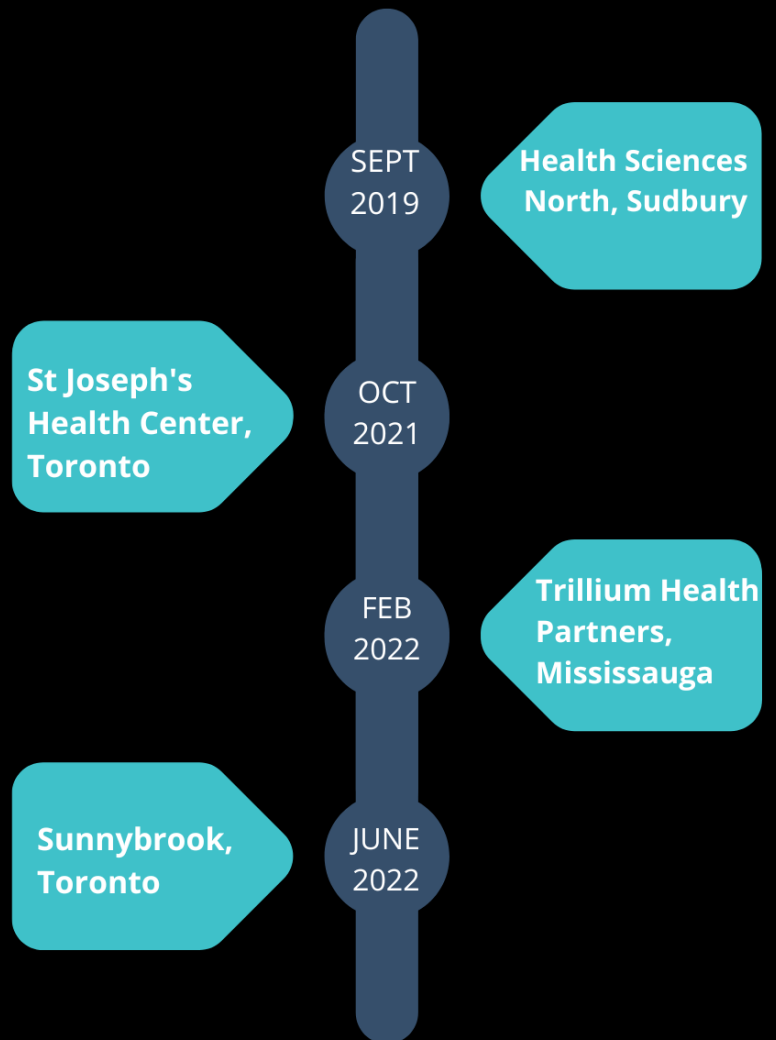 SEPT
2019
Health Sciences
North, Sudbury
St Joseph's
Health Center,
Toronto
OCT
2021
FEB
2022
Trillium Health
Partners,
Mississauga
Sunnybrook,
Toronto
JUNE
2022